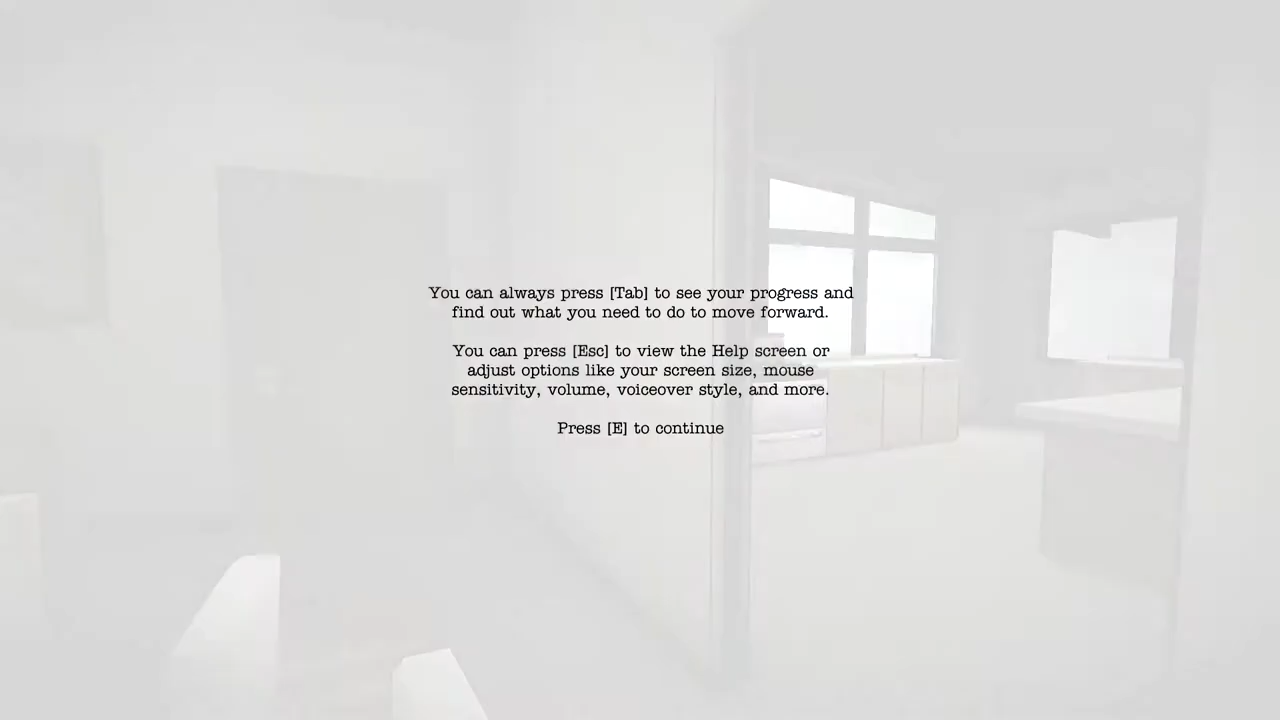 You can always press [Tab] to see your progress and
find out what you need to do to move forward.
You can press [Esc] to view the Help screen or
adjust options like your screen size, mouse
sensitivity, volume, voiceover style, and more.
Press [E] to continue